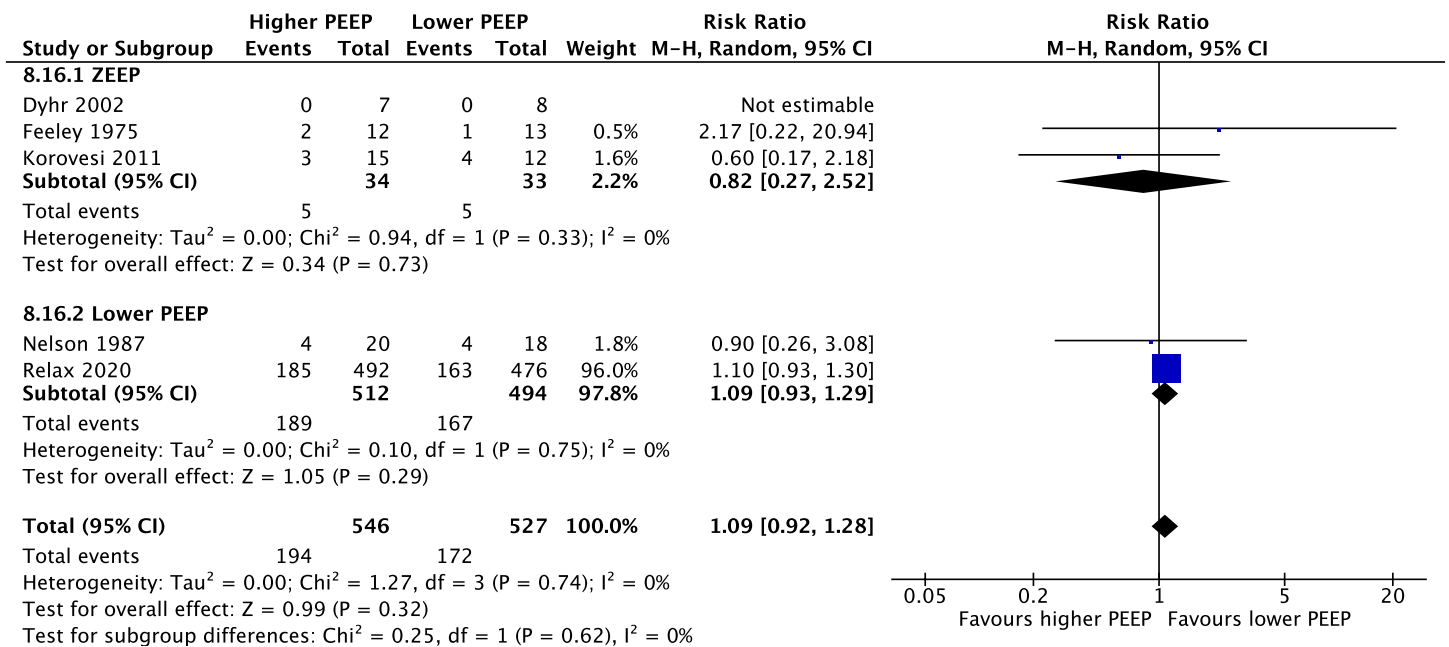 Higher PEEP Lower PEEP Risk Ratio Risk Ratio
Study or Subgroup Events Total Events Total Weight M-H, Random, 95% CI M-H, Random, 95% CI
8.16.1 ZEEP
Dyhr 2002 0 7 0 8 Not estimable
Feeley 1975 2 12 1 13 0.5% 2.17 [0.22, 20.94]
Korovesi 2011 3 15 4 12 1.6% 0.60 [0.17, 2.18]
Subtotal (95% CI) 34 33 2.2% 0.82 [0.27, 2.52]
Total events 5 5
Heterogeneity: Tau² = 0.00; Chi² = 0.94, df = 1 (P = 0.33); I² = 0%
Test for overall effect: Z = 0.34 (P = 0.73)
8.16.2 Lower PEEP
Nelson 1987 4 20 4 18 1.8% 0.90 [0.26, 3.08]
Relax 2020 185 492 163 476 96.0% 1.10 [0.93, 1.30]
Subtotal (95% CI) 512 494 97.8% 1.09 [0.93, 1.29]
Total events 189 167
Heterogeneity: Tau² = 0.00; Chi² = 0.10, df = 1 (P = 0.75); I² = 0%
Test for overall effect: Z = 1.05 (P = 0.29)
Total (95% CI) 546 527 100.0% 1.09 [0.92, 1.28]
Total events 194 172
Heterogeneity: Tau² = 0.00; Chi² = 1.27, df = 3 (P = 0.74); I² = 0%
Test for overall effect: Z = 0.99 (P = 0.32)
Test for subgroup differences: Chi² = 0.25, df = 1 (P = 0.62), I² = 0%
0.05 0.2 1 5 20
Favours higher PEEP Favours lower PEEP